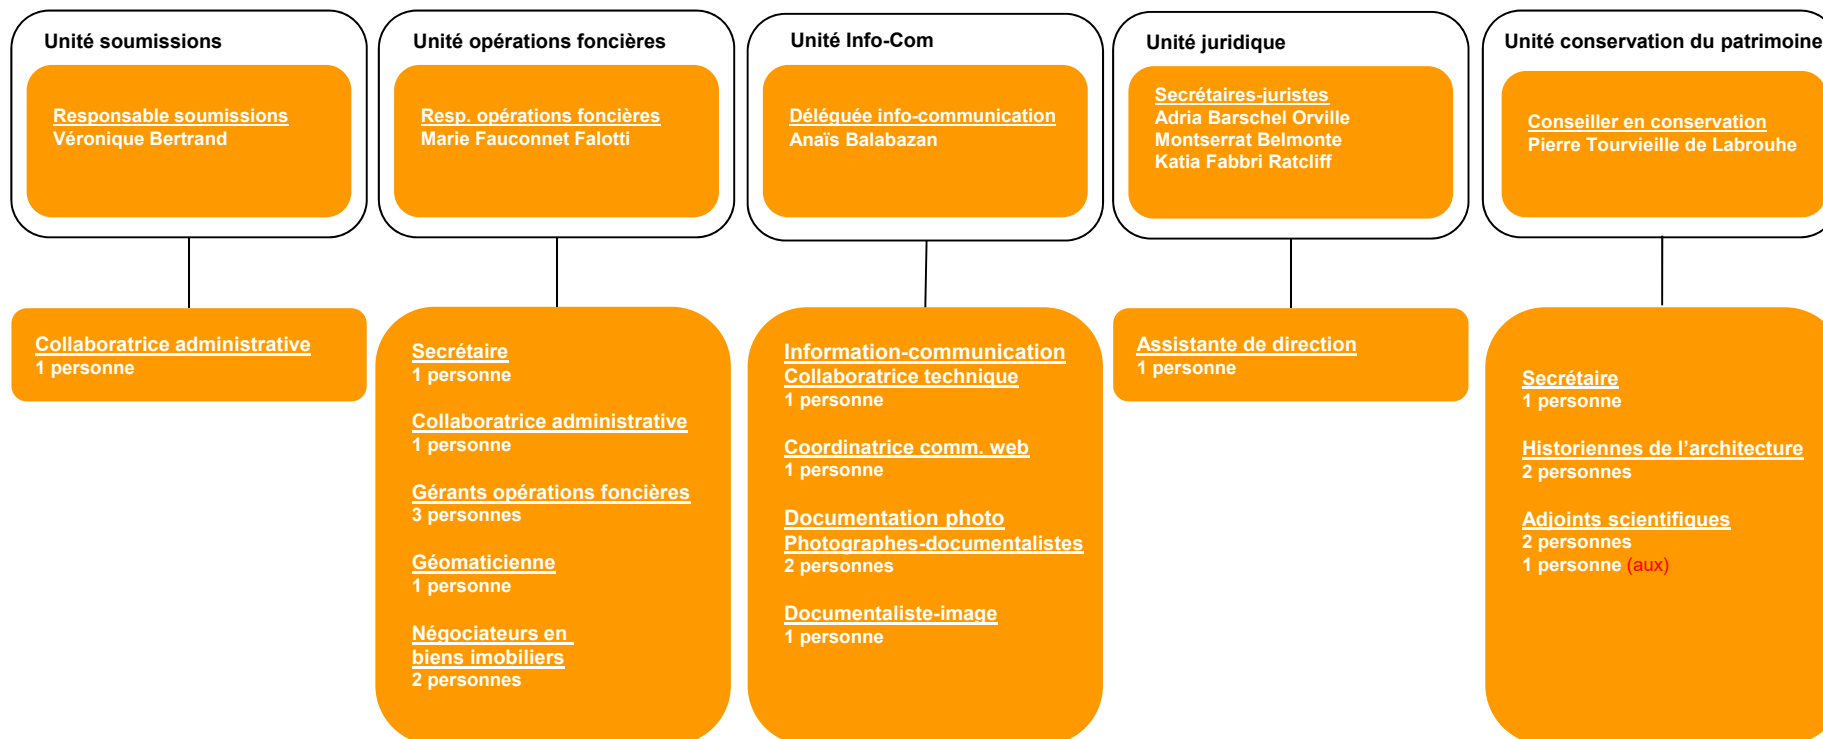 Unité soumissions
Responsable soumissions
Véronique Bertrand
Collaboratrice administrative
1 personne
Unité opérations foncières
Resp. opérations foncières
Marie Fauconnet Falotti
Secrétaire
1 personne
Collaboratrice administrative
1 personne
Gérants opérations foncières
3 personnes
Géomaticienne
1 personne
Négociateurs en
biens imobiliers
2 personnes
Unité Info-Com
Déléguée info-communication
Anaïs Balabazan
Information-communication
Collaboratrice technique
1 personne
Coordinatrice comm. web
1 personne
Documentation photo
Photographes-documentalistes
2 personnes
Documentaliste-image
1 personne
Unité juridique
Secrétaires-juristes
Adria Barschel Orville
Montserrat Belmonte
Katia Fabbri Ratcliff
Assistante de direction
1 personne
Unité conservation du patrimoine
Conseiller en conservation
Pierre Tourvieille de Labrouhe
Secrétaire
1 personne
Historiennes de l'architecture
2 personnes
Adjoints scientifiques
2 personnes
1 personne (aux)